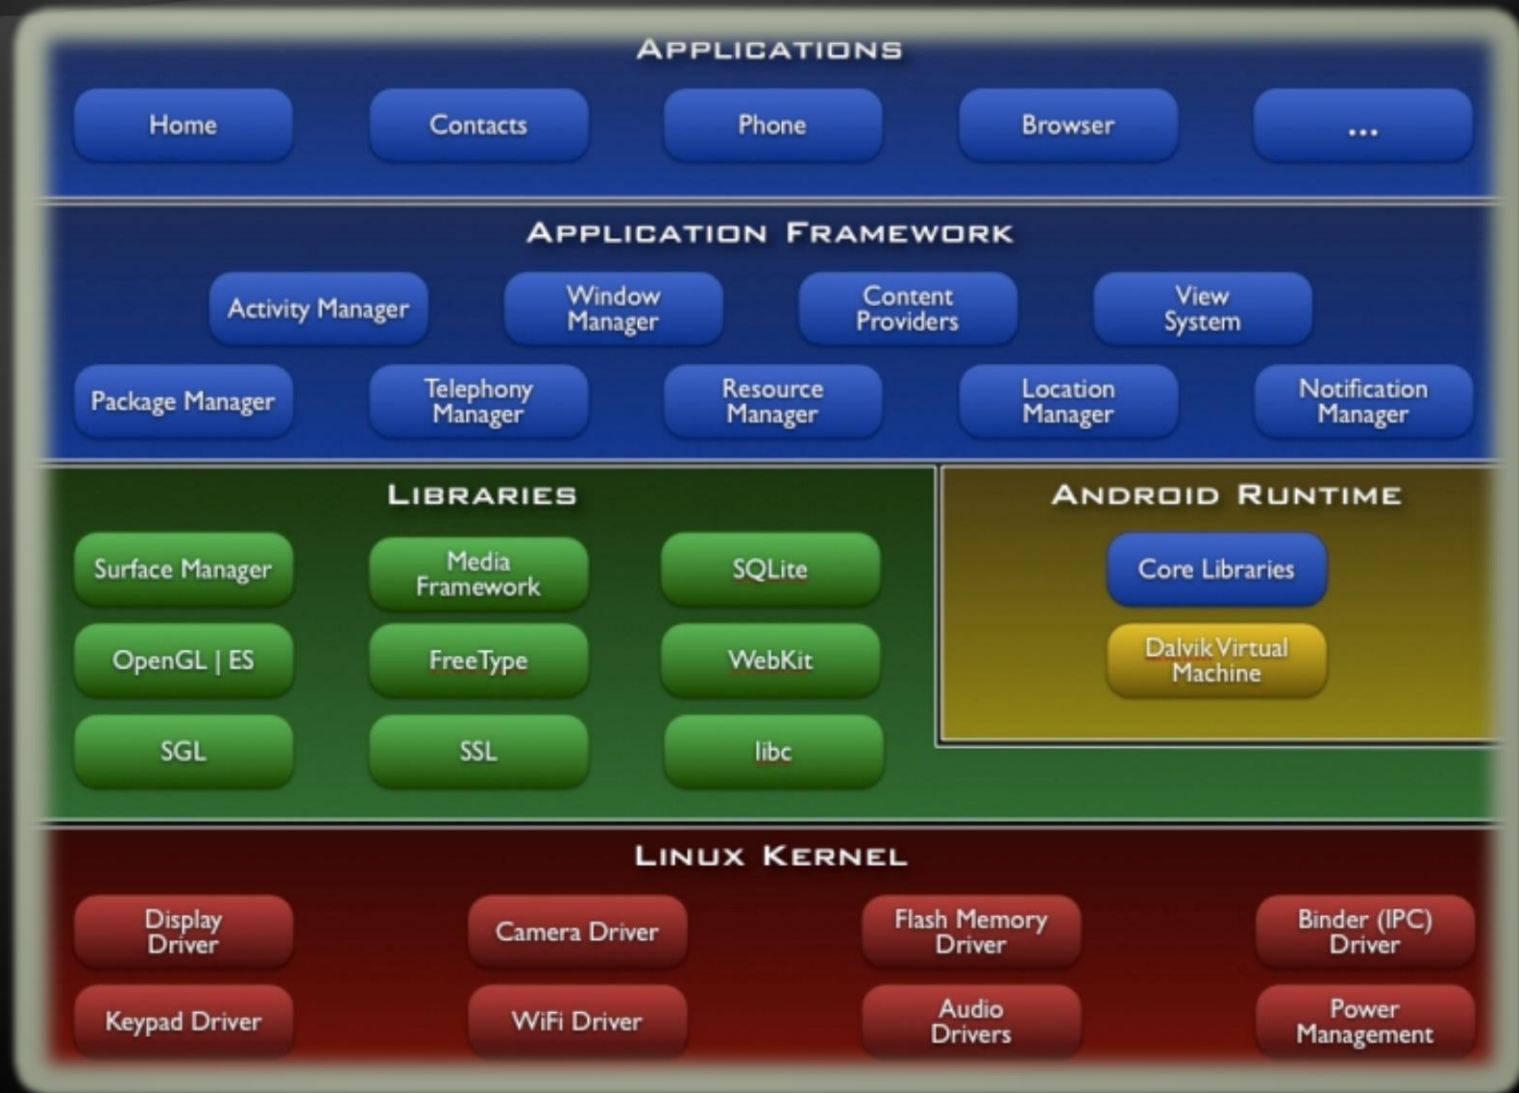 APPLICATIONS
Home
Contacts
Phone
Browser
...
APPLICATION FRAMEWORK
Activity Manager
Window
Manager
Content
Providers
View
System
Package Manager
Telephony
Manager
Resource
Manager
Location
Manager
Notification
Manager
LIBRARIES
Surface Manager
Media
Framework
SQLite
OpenGL | ES
FreeType
WebKit
SGL
SSL
libc
ANDROID RUNTIME
Core Libraries
Dalvik Virtual
Machine
LINUX KERNEL
Display
Driver
Camera Driver
Flash Memory
Driver
Binder (IPC)
Driver
Keypad Driver
WiFi Driver
Audio
Drivers
Power
Management